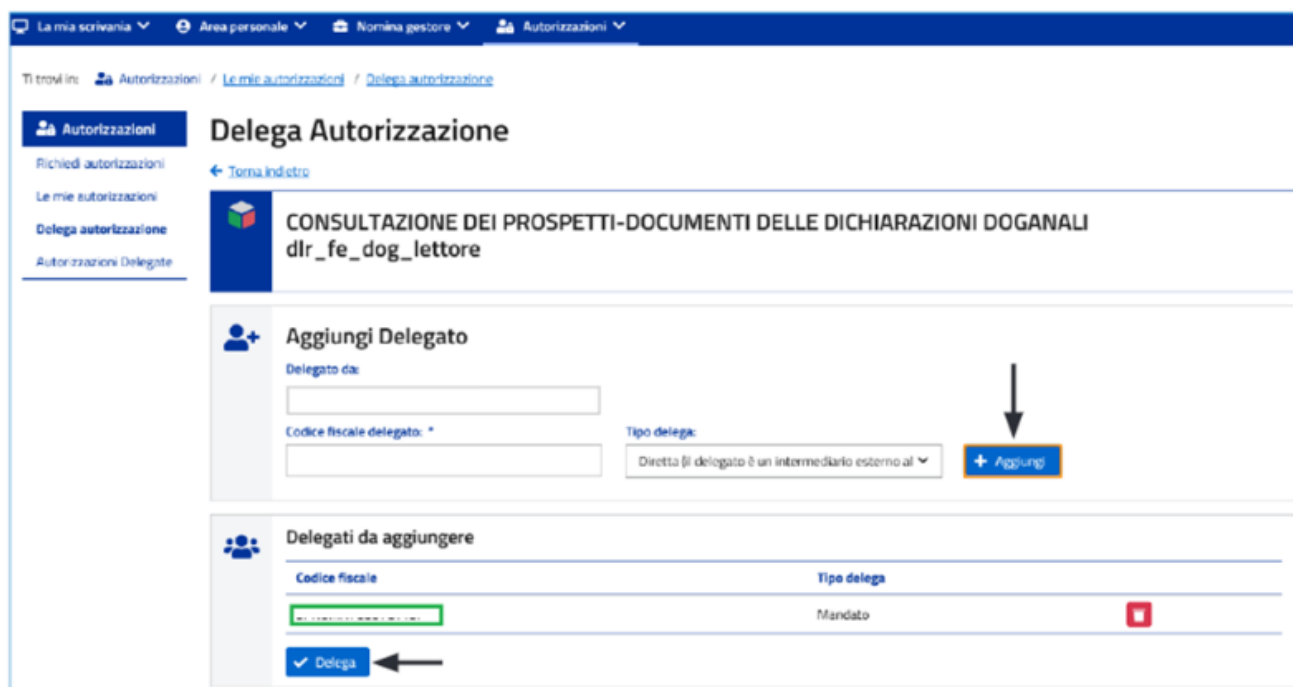 La mia scrivania Area personale Nomina gestore Autorizzazioni
Ti trovi in: Autorizzazioni / Le mie autorizzazioni / Delega autorizzazione
Autorizzazioni
Richiedi autorizzazioni
Le mie autorizzazioni
Delega autorizzazione
Autorizzazioni Delegate
Delega Autorizzazione
Torna indietro
CONSULTAZIONE DEI PROSPETTI-DOCUMENTI DELLE DICHIARAZIONI DOGANALI
dlr_fe_dog_lettore
Aggiungi Delegato
Delegato da:
Codice fiscale delegato: * Tipo delega:
Diretta (il delegato è un intermediario esterno al
Aggiungi
Delegati da aggiungere
Codice fiscale Tipo delega
Mandato
Delega